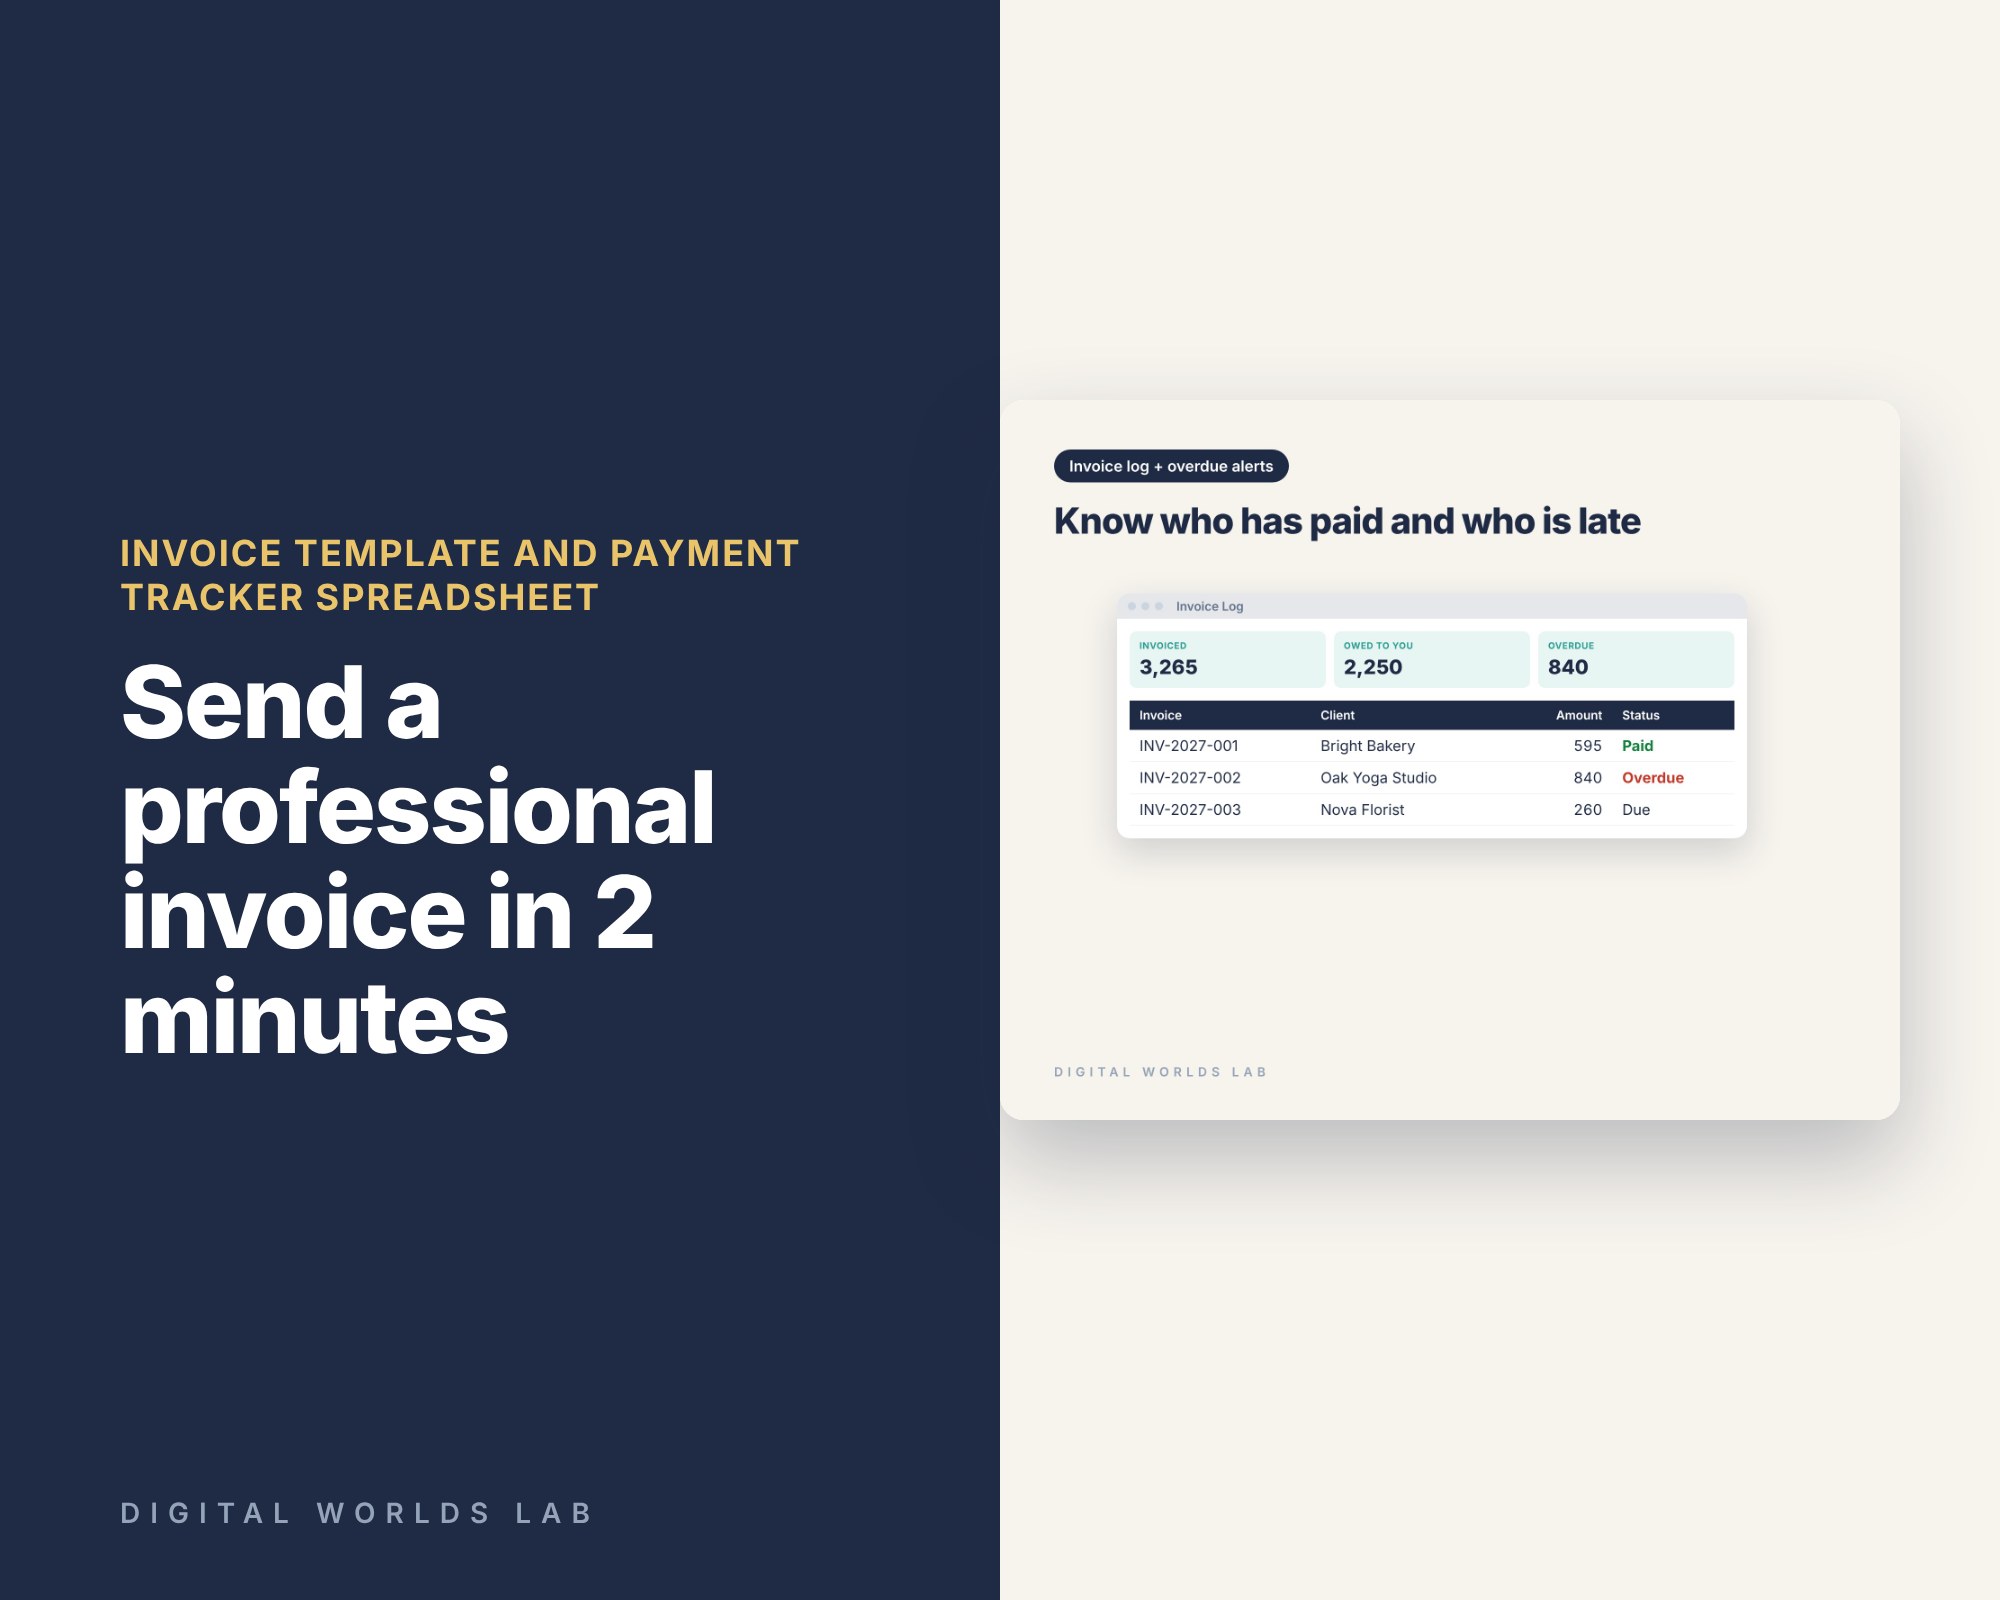 INVOICE TEMPLATE AND PAYMENT
TRACKER SPREADSHEET
Send a
professional
invoice in 2
minutes
DIGITAL WORLDS LAB
Invoice log + overdue alerts
Know who has paid and who is late
Invoice Log
INVOICED OWED TO YOU OVERDUE
3,265 2,250 840
Invoice Client Amount Status
INV-2027-001 Bright Bakery 595 Paid
INV-2027-002 Oak Yoga Studio 840 Overdue
INV-2027-003 Nova Florist 260 Due
DIGITAL WORLDS LAB